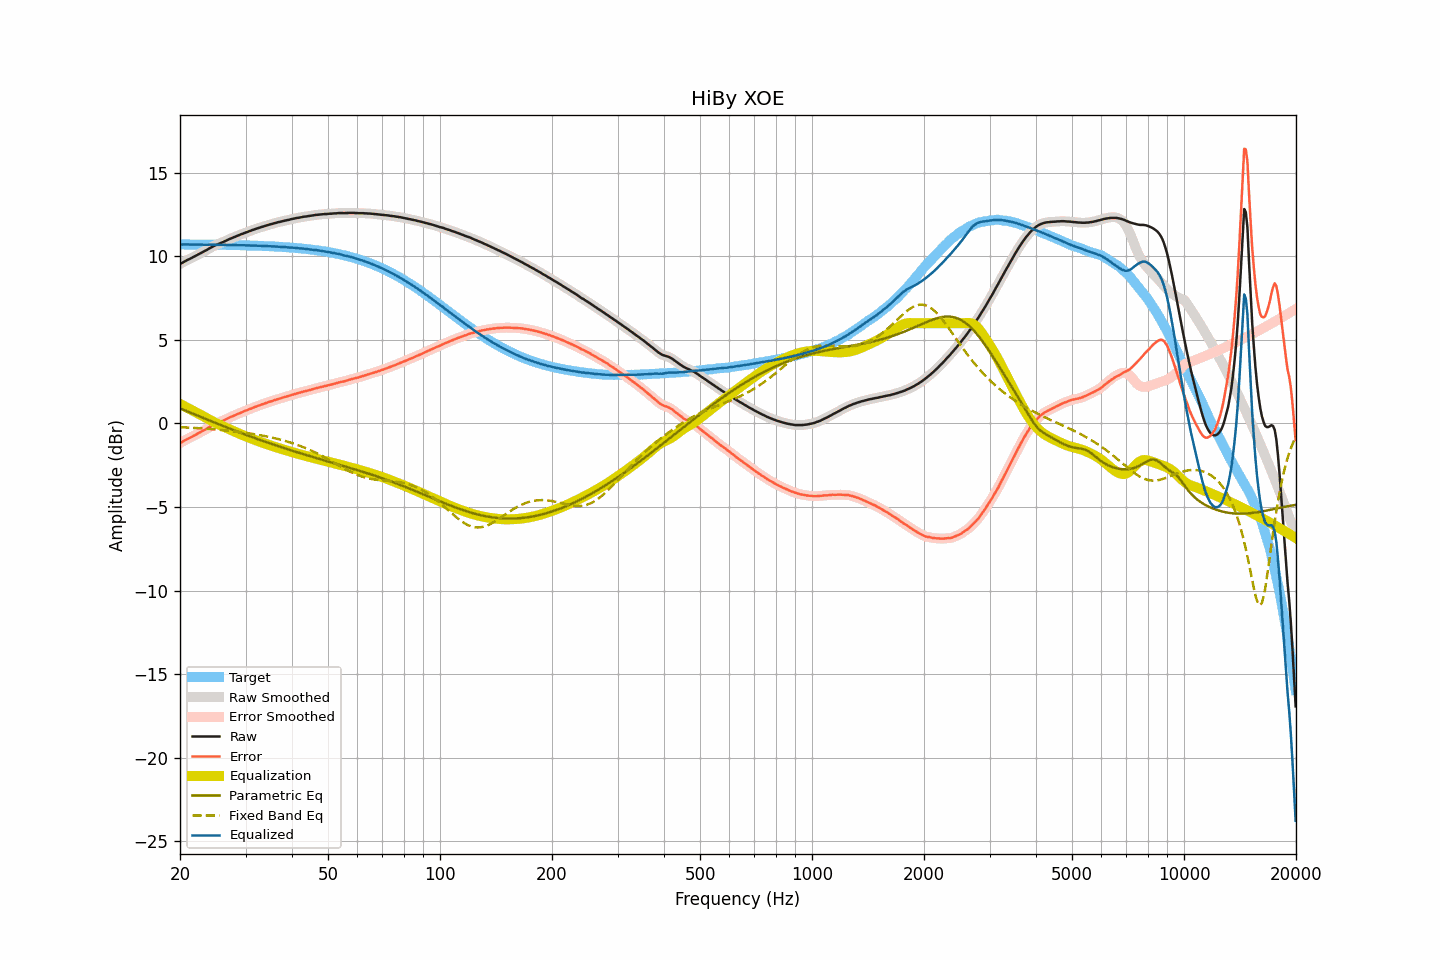 HiBy XOE
15
10
5
0
−5
−10
−15
−20
−25
Amplitude (dBr)
Target
Raw Smoothed
Error Smoothed
Raw
Error
Equalization
Parametric Eq
Fixed Band Eq
Equalized
20 50 100 200 500 1000 2000 5000 10000 20000
Frequency (Hz)